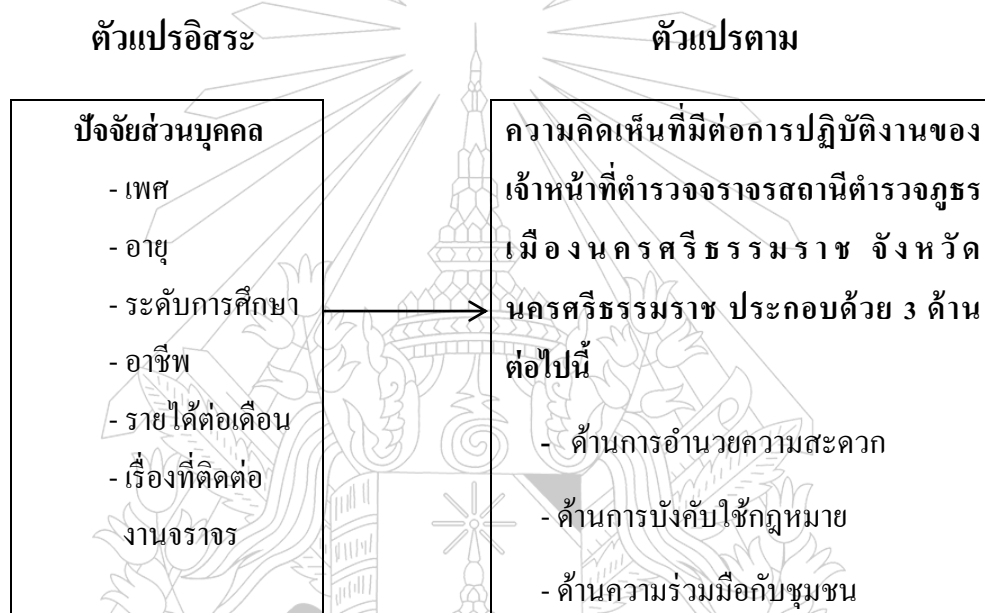 ตัวแปรอิสระ
ตัวแปรตาม
ปัจจัยส่วนบุคคล
- เพศ
- อายุ
- ระดับการศึกษา
- อาชีพ
- รายได้ต่อเดือน
- เรื่องที่ติดต่อ
งานจราจร
ความคิดเห็นที่มีต่อการปฏิบัติงานของ
เจ้าหน้าที่ตำรวจจราจรสถานีตำรวจภูธร
เมืองนครศรีธรรมราช จังหวัด
นครศรีธรรมราช ประกอบด้วย 3 ด้าน
ต่อไปนี้
- ด้านการอำนวยความสะดวก
- ด้านการบังคับใช้กฎหมาย
- ด้านความร่วมมือกับชุมชน